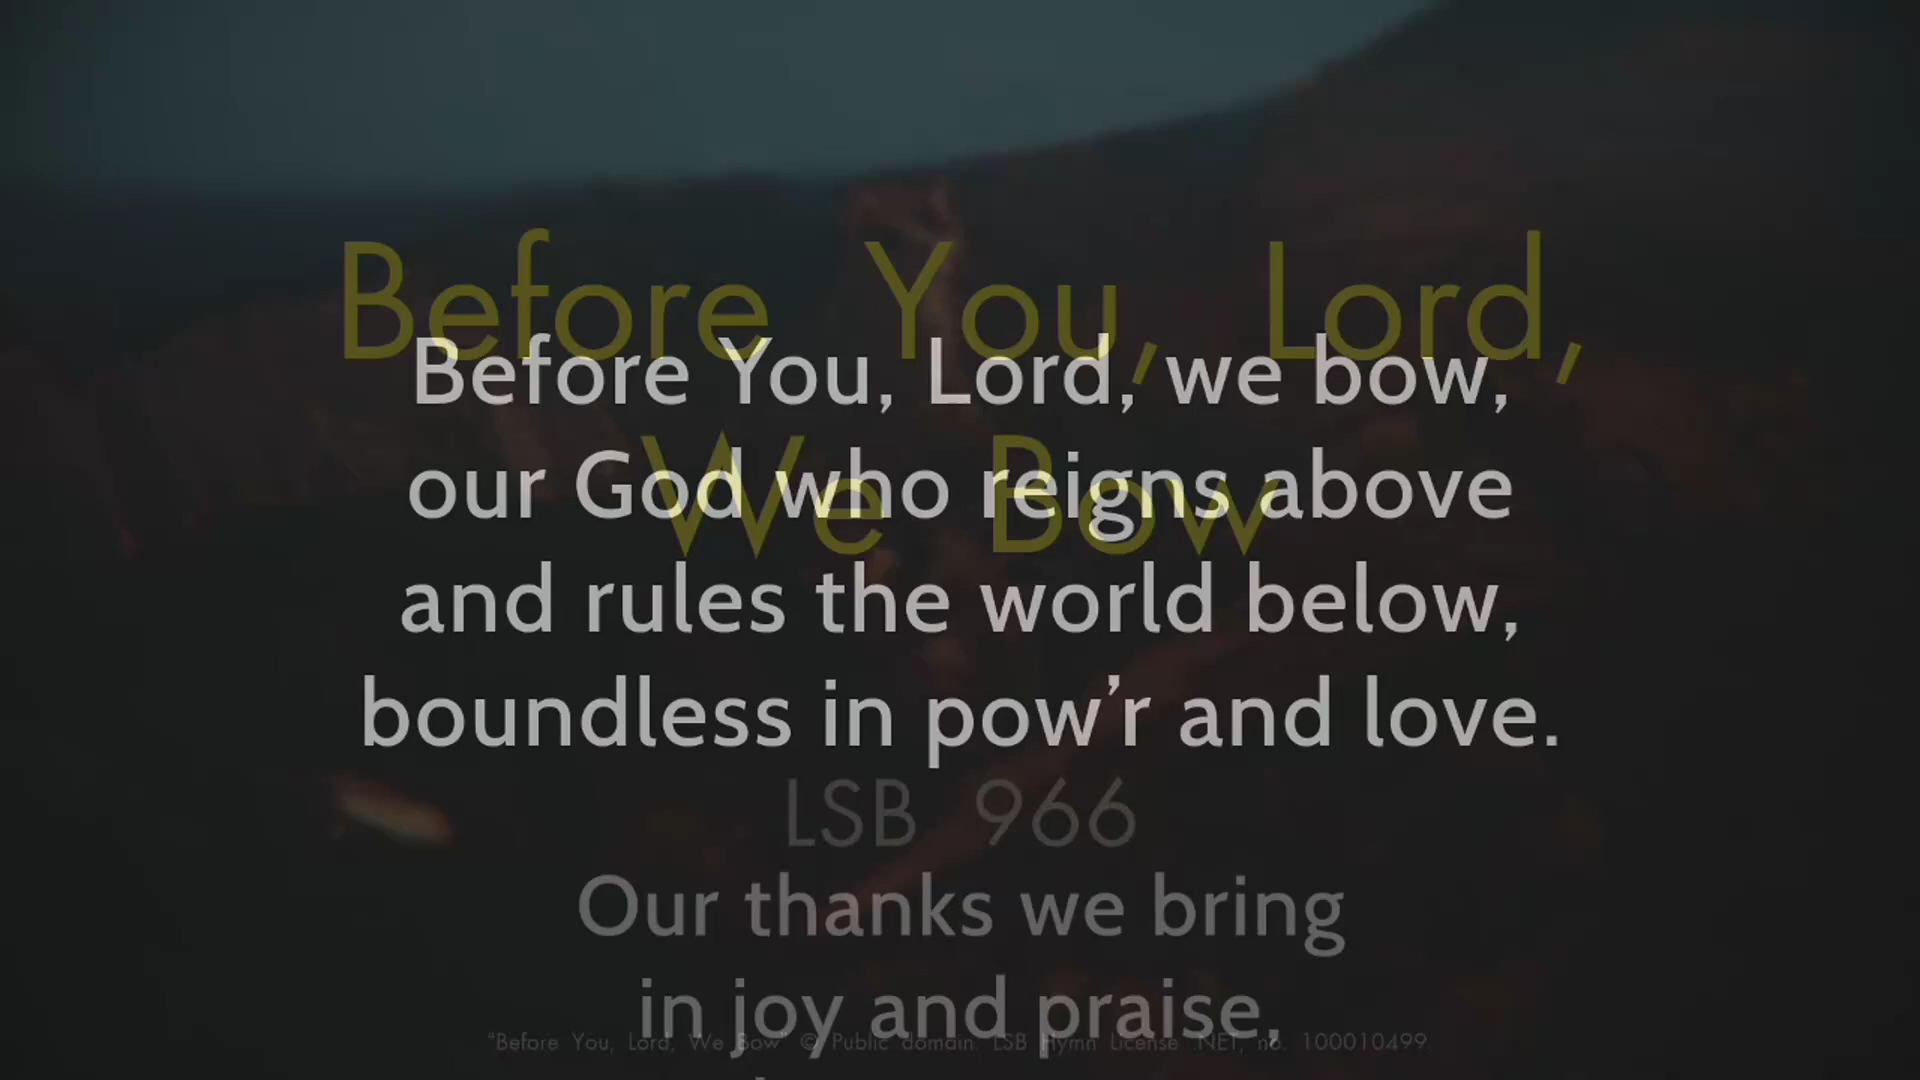 Before You, Lord,
We Bow
LSB 966
Before You, Lord, we bow,
our God who reigns above
and rules the world below,
boundless in pow’r and love.
Our thanks we bring
in joy and praise,
“Before You, Lord, We Bow” © Public domain. LSB Hymn License .NET, no. 100010499.